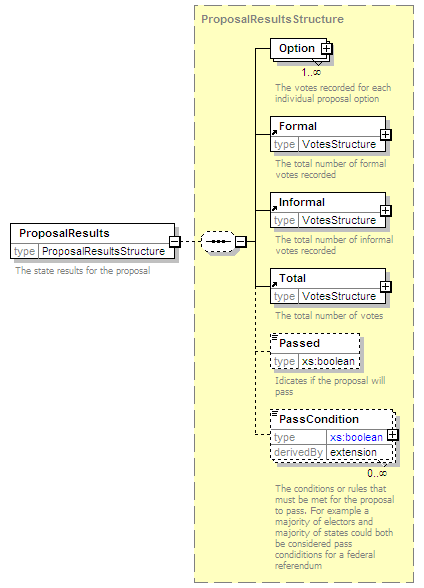 ProposalResultsStructure
Option
1..∞
The votes recorded for each
individual proposal option
Formal
type VotesStructure
The total number of formal
votes recorded
Informal
type VotesStructure
The total number of informal
votes recorded
ProposalResults
type ProposalResultsStructure
The state results for the proposal
Total
type VotesStructure
The total number of votes
Passed
type xs:boolean
Idicates if the proposal will
pass
PassCondition
type xs:boolean
derivedBy extension
0..∞
The conditions or rules that
must be met for the proposal
to pass. For example a
majority of electors and
majority of states could both
be considered pass
condiditions for a federal
referendum